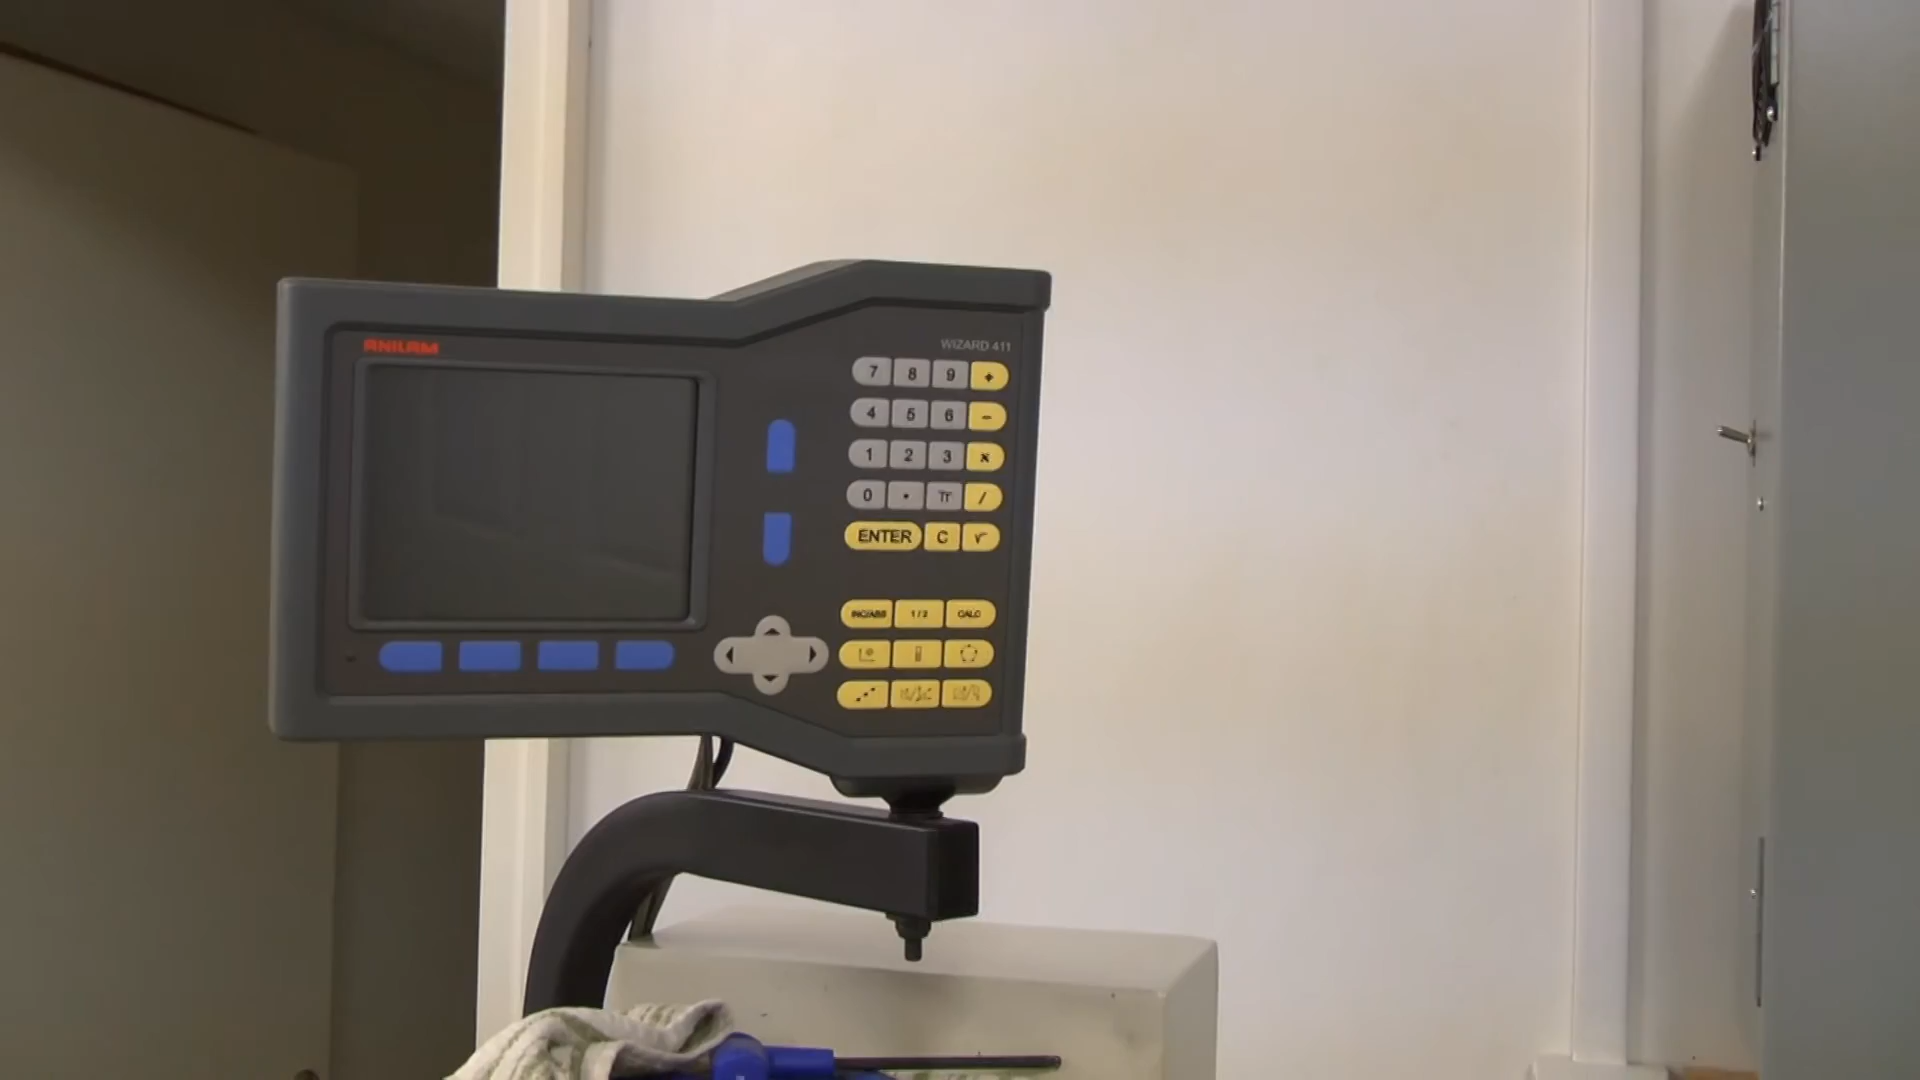 ANILAM
WIZARD 411
7 8 9 +
4 5 6 -
1 2 3 ×
0 . π /
ENTER C √
INC/ABS 1/2 CALC